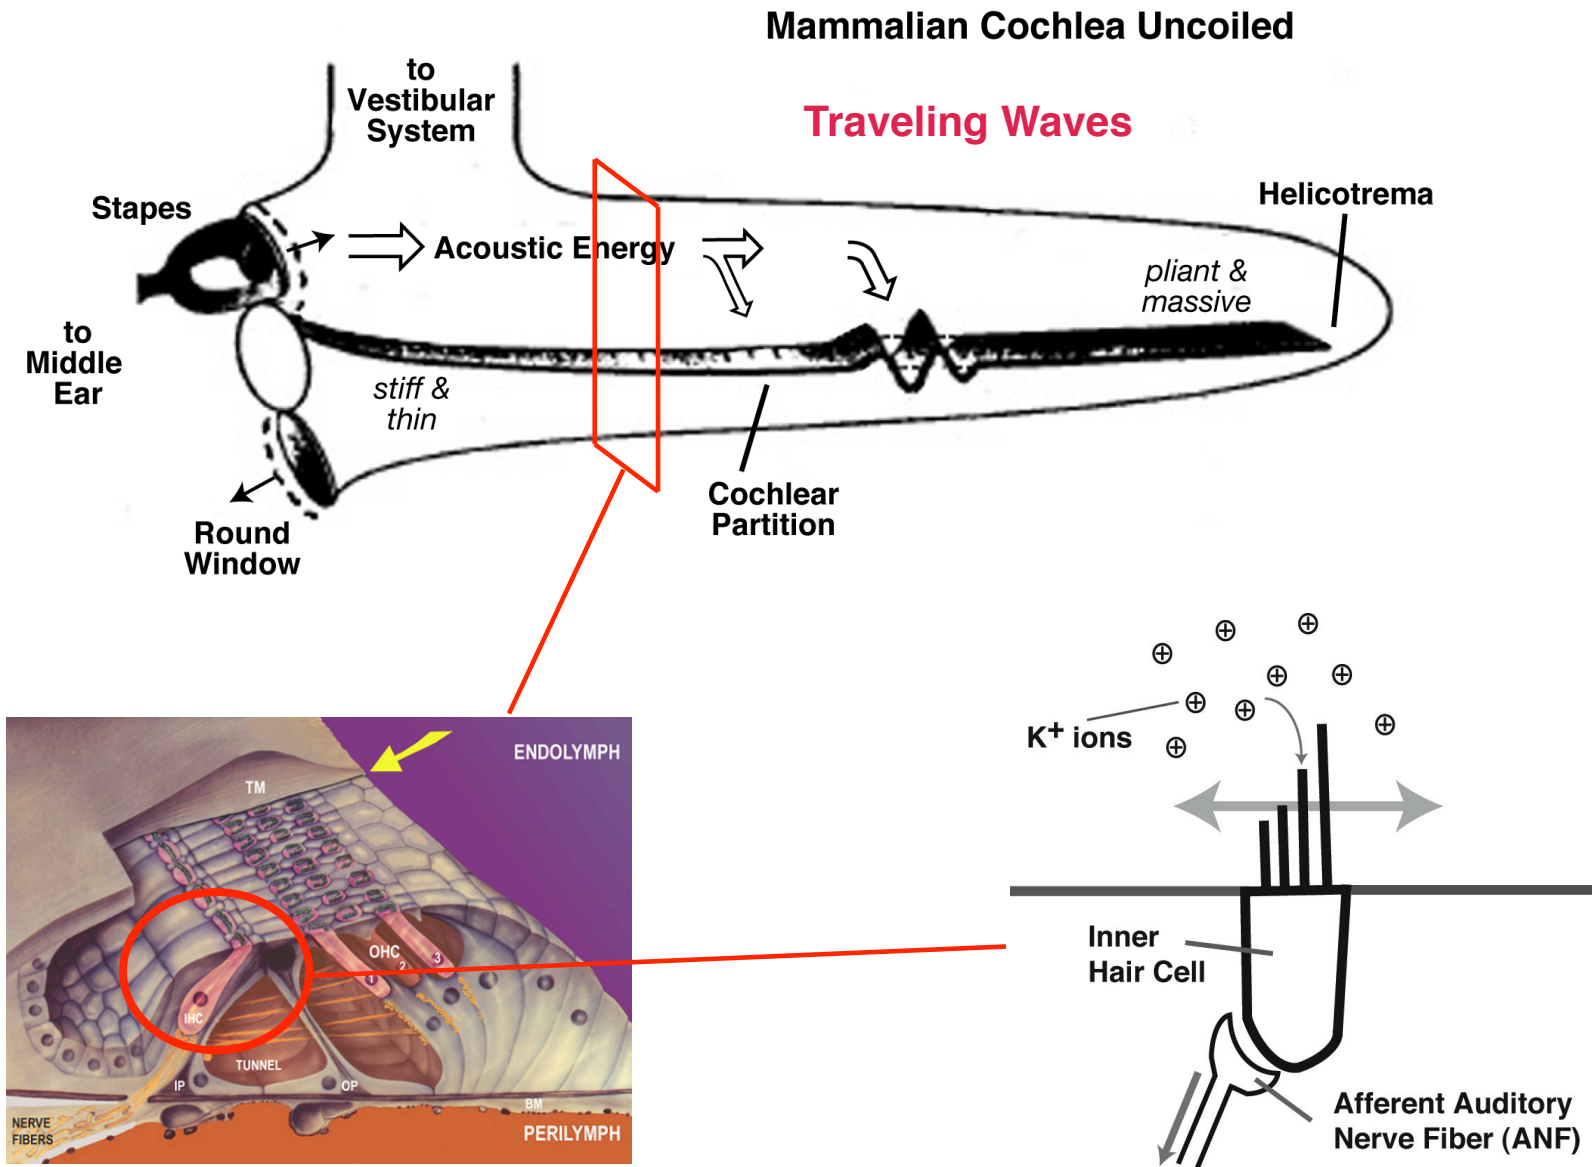 Mammalian Cochlea Uncoiled
to
Vestibular
System
Traveling Waves
Helicotrema
Stapes
Acoustic Energy
pliant &
massive
to
Middle
Ear
stiff &
thin
Cochlear
Partition
Round
Window
K+ ions
ENDOLYMPH
TM
OHC
1
2
3
IHC
TUNNEL
IP
OP
BM
NERVE
FIBERS
PERILYMPH
Inner
Hair Cell
Afferent Auditory
Nerve Fiber (ANF)